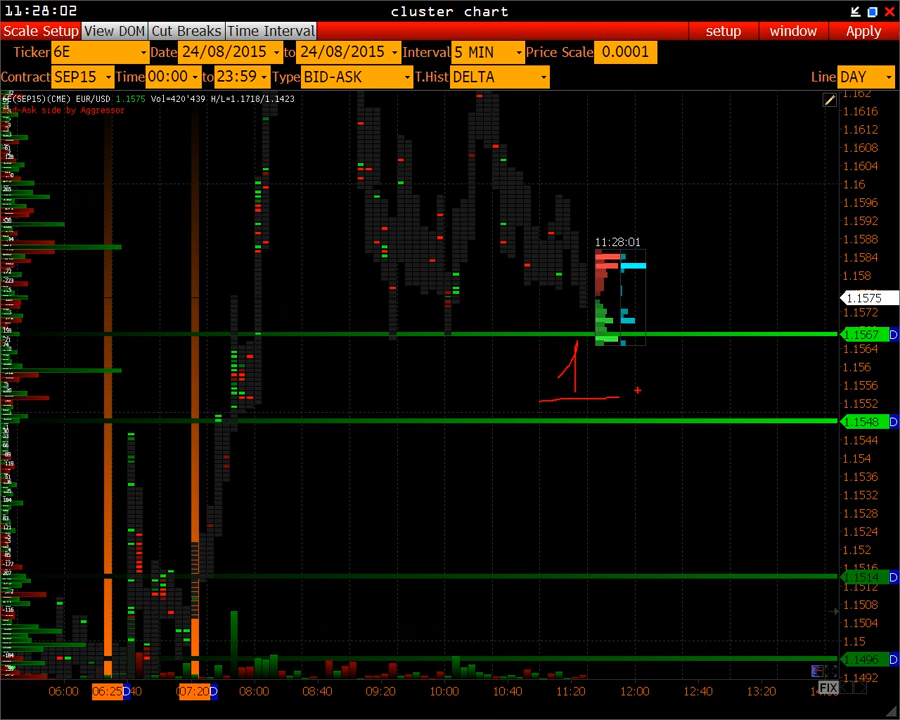 11:28:02 cluster chart
Scale Setup View DOM Cut Breaks Time Interval setup window Apply
Ticker 6E Date 24/08/2015 to 24/08/2015 Interval 5 MIN Price Scale 0.0001
Contract SEP15 Time 00:00 to 23:59 Type BID-ASK T.Hist DELTA Line DAY
6E(SEP15)(CME) EUR/USD 1.1575 Vol=420'439 H/L=1.1718/1.1423
Bid-Ask side by Aggressor
1.162
1.1616
1.1612
1.1608
1.1604
1.16
1.1596
1.1592
1.1588
11:28:01
1.1584
1.158
1.1575
1.1572
1.1567 D
1.1564
1.156
1.1556
1.1552
1.1548 D
1.1544
1.154
1.1536
1.1532
1.1528
1.1524
1.152
1.1516
1.1514 D
1.1512
1.1508
1.1504
1.15
1.1496 D
1.1492
FIX
06:00 06:25 D 07:20 D 08:00 08:40 09:20 10:00 10:40 11:20 12:00 12:40 13:20